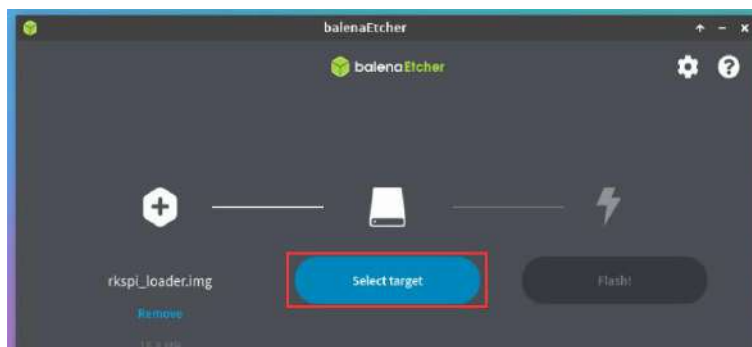 balenaEtcher
balenaEtcher
rkspi_loader.img
Select target
Flash!
Remove